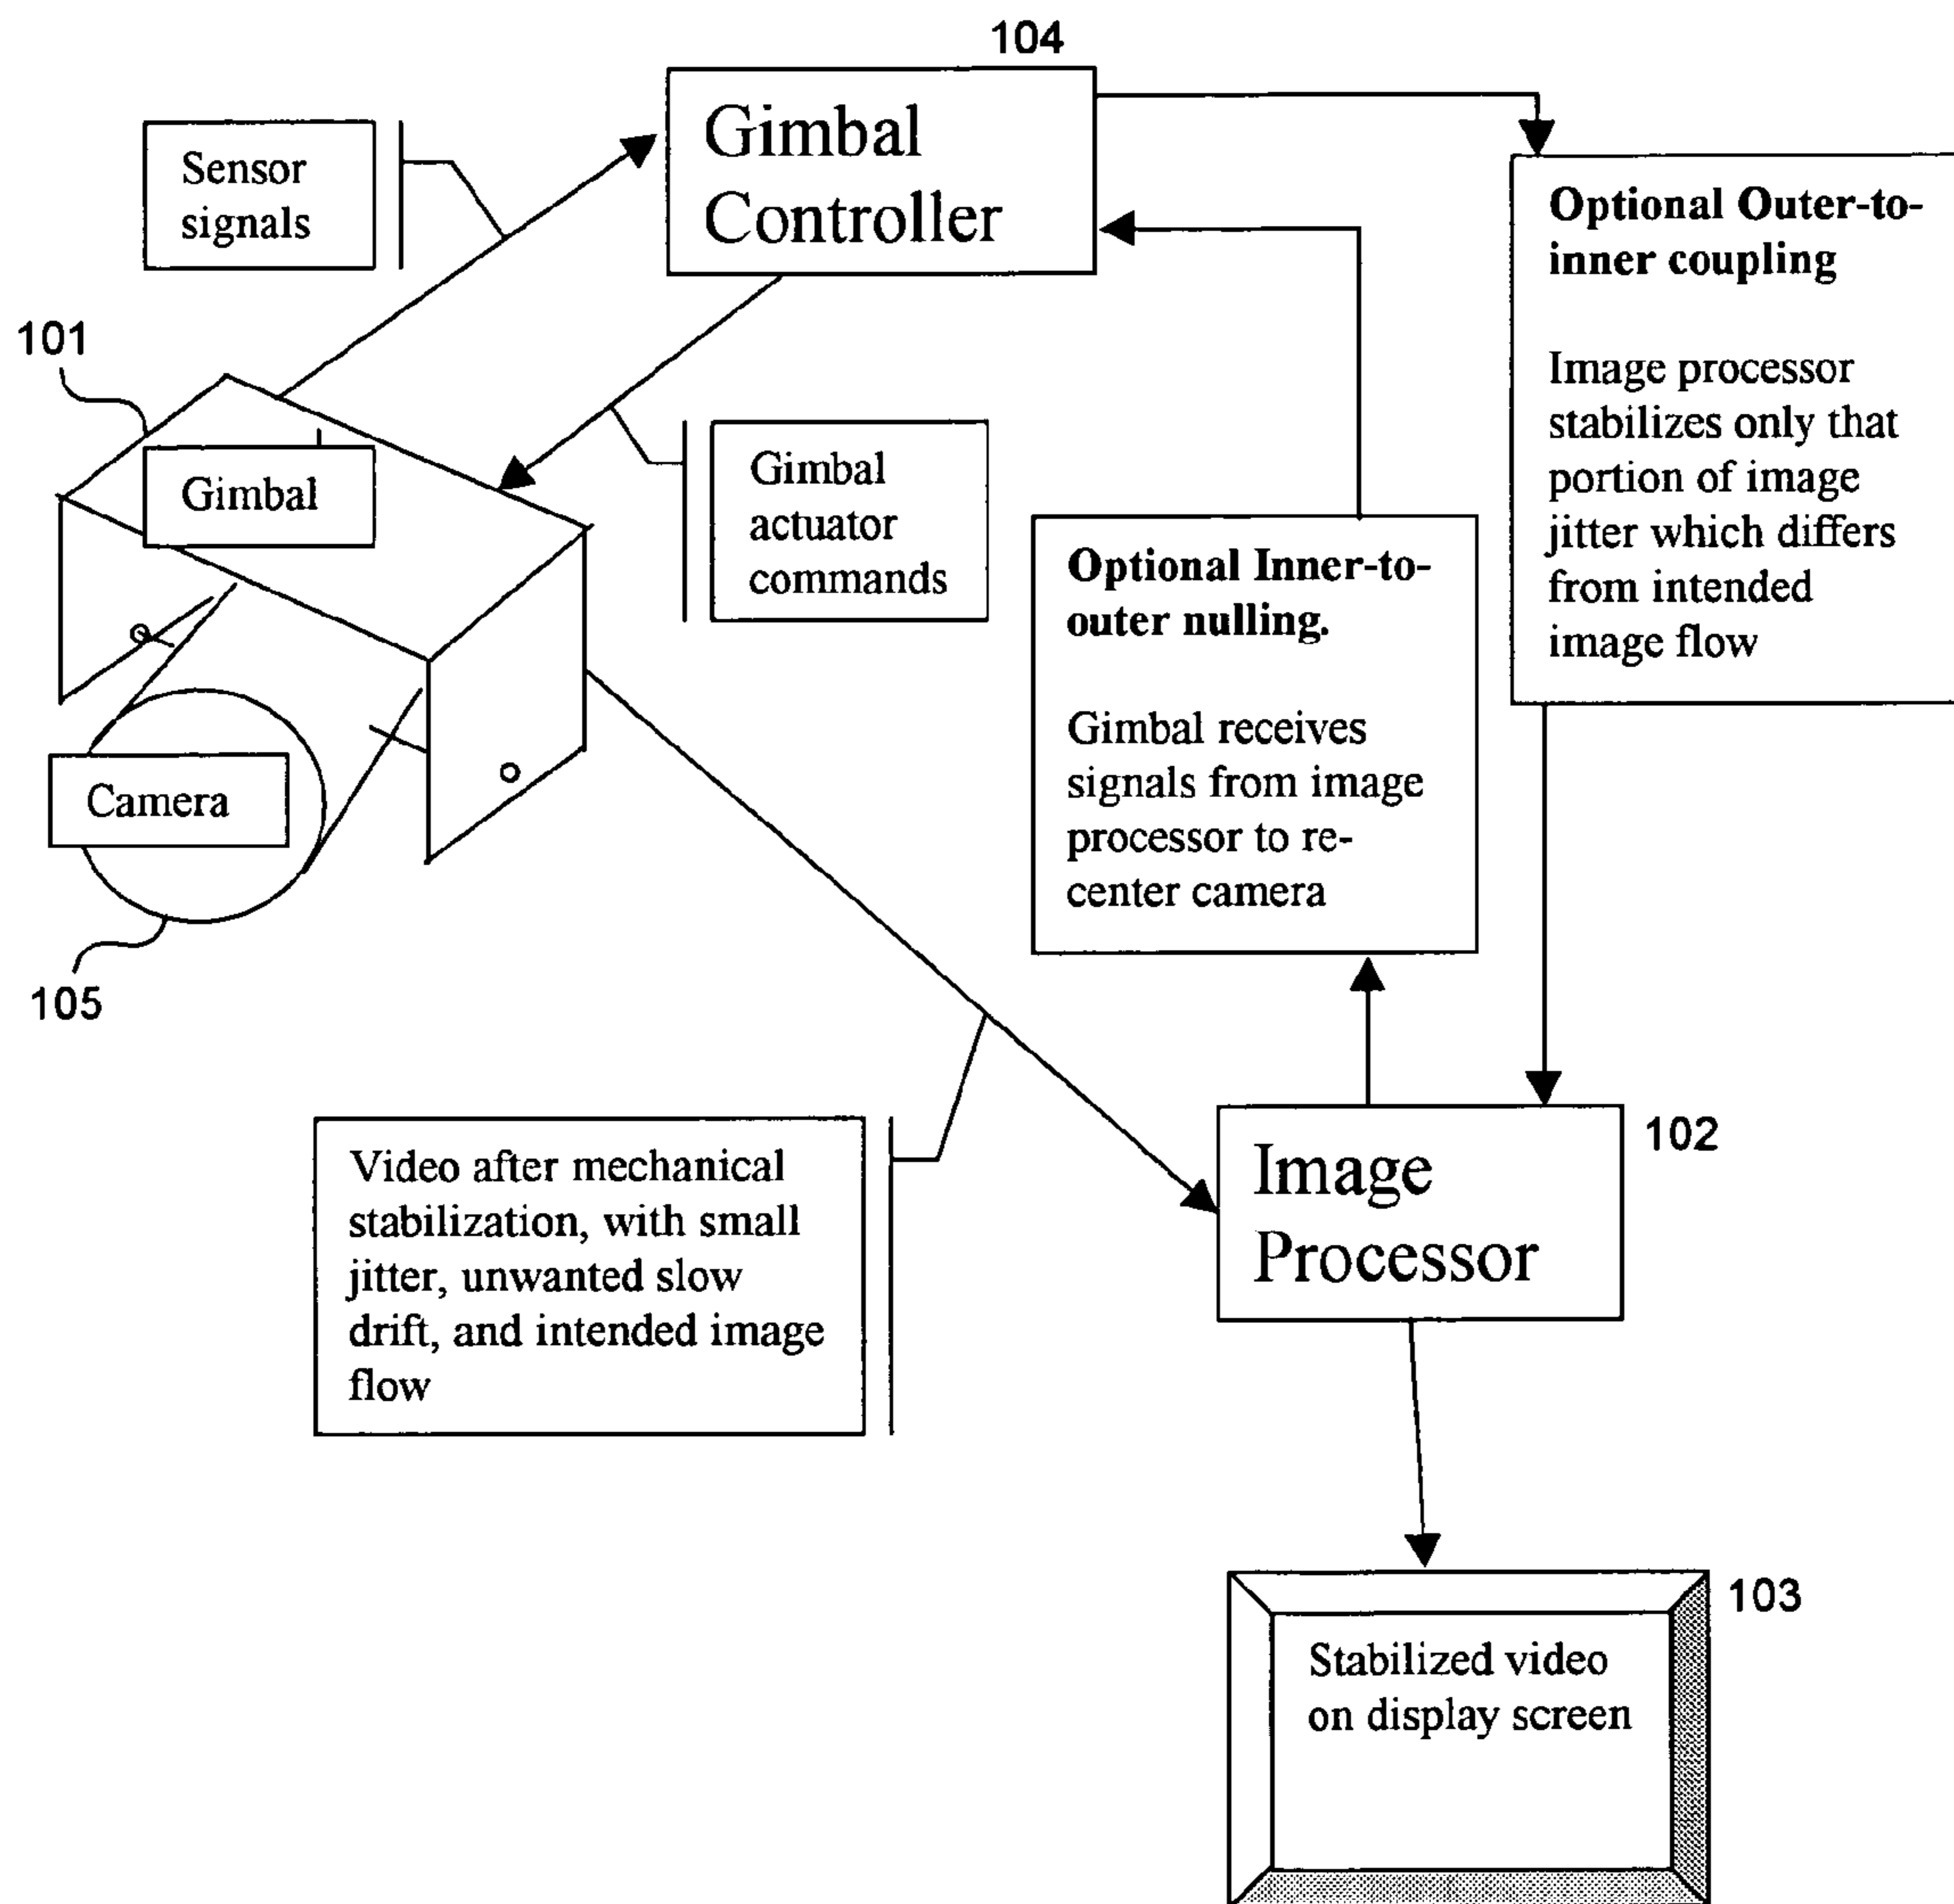 104
Gimbal
Controller
Sensor
signals
Optional Outer-to-
inner coupling
Image processor
stabilizes only that
portion of image
jitter which differs
from intended
image flow
101
Gimbal
Gimbal
actuator
commands
Optional Inner-to-
outer nulling.
Gimbal receives
signals from image
processor to re-
center camera
Camera
105
Video after mechanical
stabilization, with small
jitter, unwanted slow
drift, and intended image
flow
102
Image
Processor
103
Stabilized video
on display screen